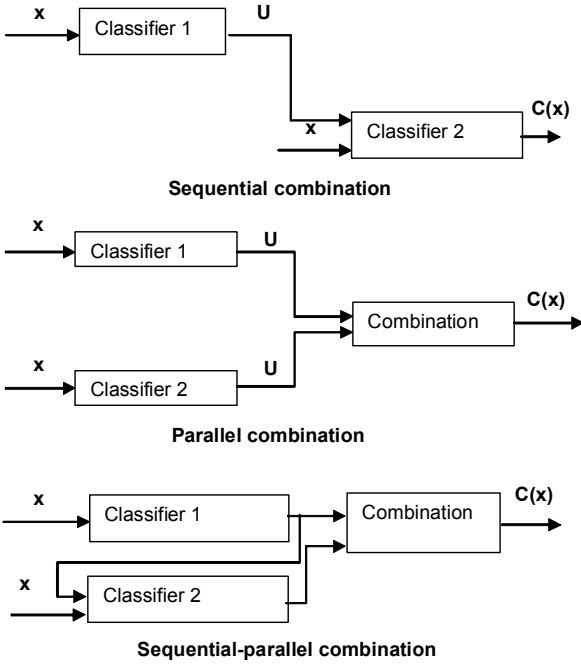 x
Classifier 1
U
x
Classifier 2
C(x)
Sequential combination
x
Classifier 1
U
Combination
C(x)
x
Classifier 2
U
Parallel combination
x
Classifier 1
Combination
C(x)
x
Classifier 2
Sequential-parallel combination